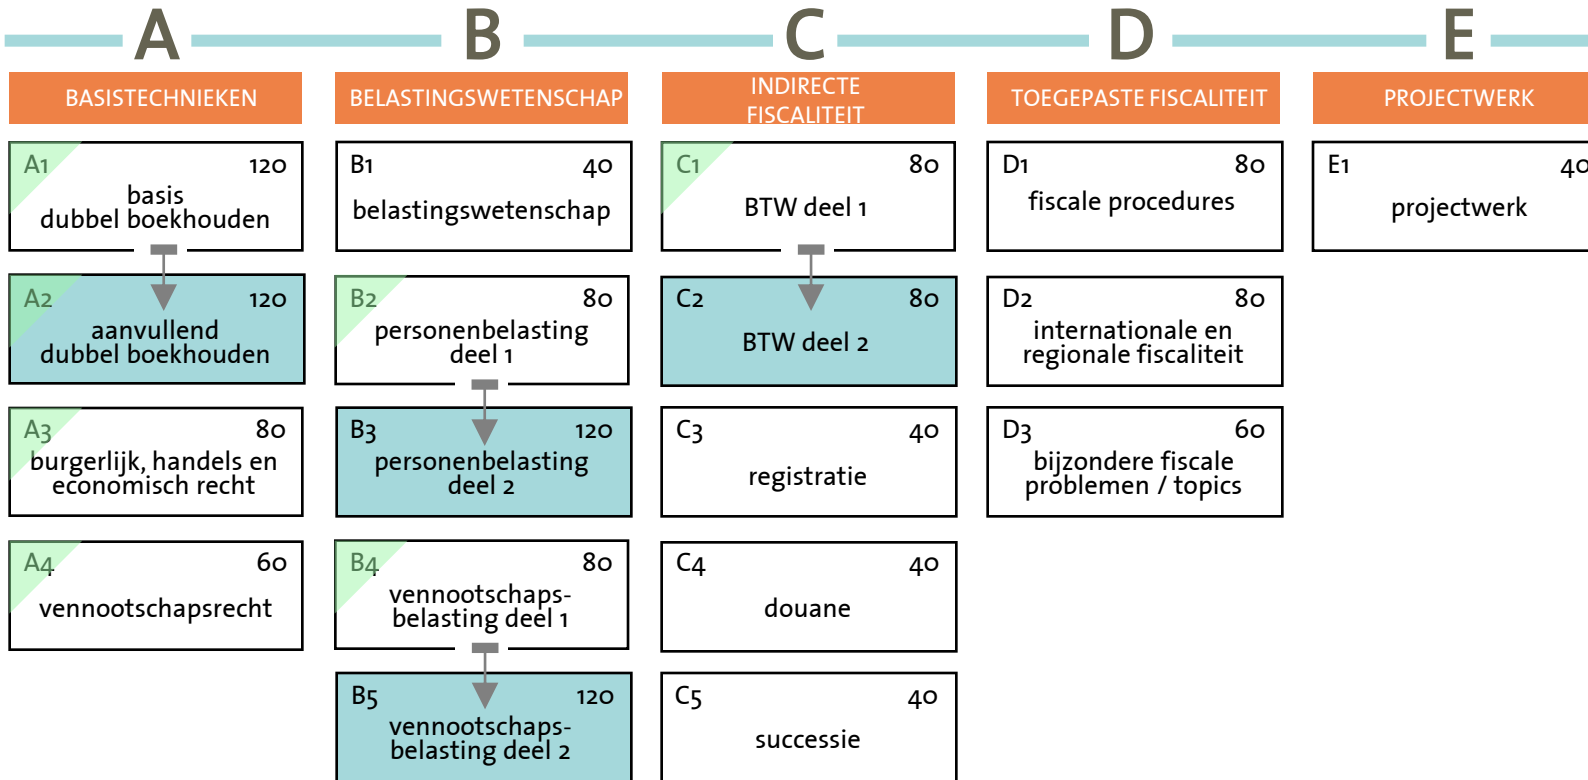 A
B
C
D
E
BASISTECHNIEKEN
BELASTINGSWETENSCHAP
INDIRECTE
FISCALITEIT
TOEGEPASTE FISCALITEIT
PROJECTWERK
A1 120
basis
dubbel boekhouden
A2 120
aanvullend
dubbel boekhouden
A3 80
burgerlijk, handels en
economisch recht
A4 60
vennootschapsrecht
B1 40
belastingswetenschap
B2 80
personenbelasting
deel 1
B3 120
personenbelasting
deel 2
B4 80
vennootschaps-
belasting deel 1
B5 120
vennootschaps-
belasting deel 2
C1 80
BTW deel 1
C2 80
BTW deel 2
C3 40
registratie
C4 40
douane
C5 40
successie
D1 80
fiscale procedures
D2 80
internationale en
regionale fiscaliteit
D3 60
bijzondere fiscale
problemen / topics
E1 40
projectwerk